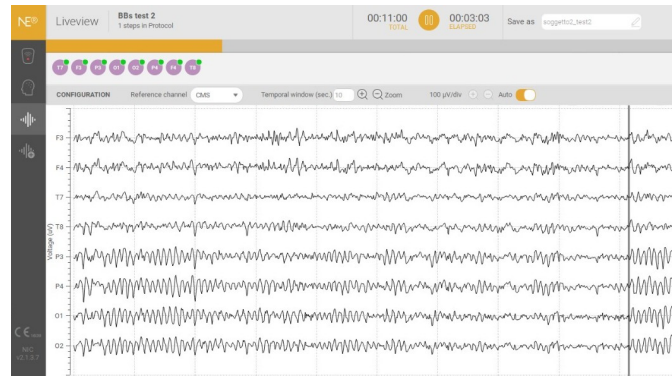 NE®
Liveview
BBs test 2
1 steps in Protocol
00:11:00
TOTAL
00:03:03
ELAPSED
Save as
soggetto2_test2
T7 F3 P3 O1 O2 P4 F4 T8
CONFIGURATION
Reference channel
CMS
Temporal window (sec.)
10
Zoom
100 µV/div
Auto
Voltage (uV)
F3
F4
T7
T8
P3
P4
O1
O2
CE
NIC
v2.1.3.7